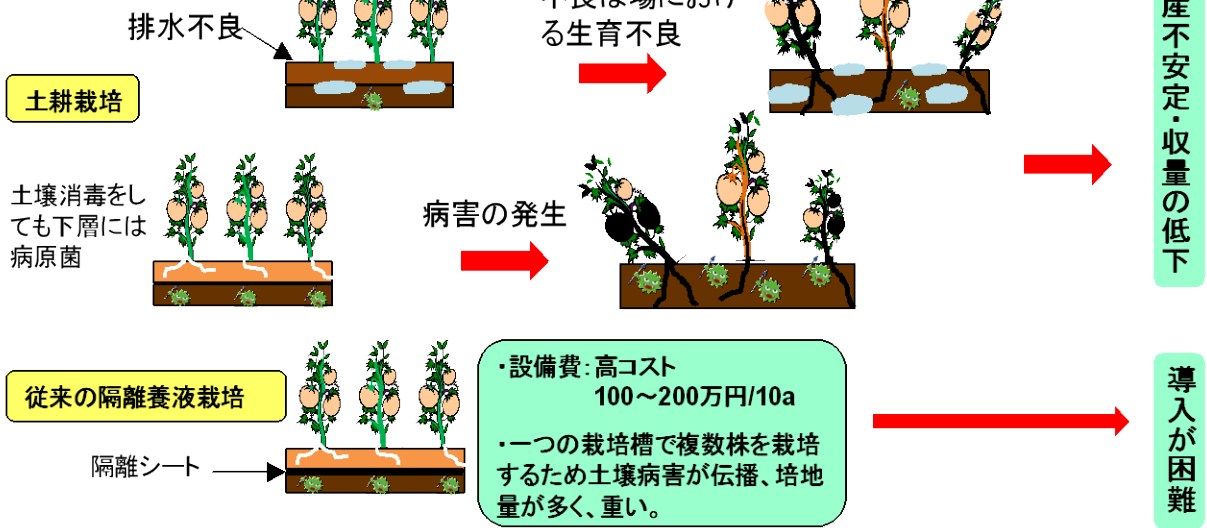 排水不良
る生育不良
土耕栽培
土壌消毒をし
ても下層には
病原菌
病害の発生
産不安定・収量の低下
従来の隔離養液栽培
隔離シート
・設備費:高コスト
100～200万円/10a
・一つの栽培槽で複数株を栽培
するため土壌病害が伝播、培地
量が多く、重い。
導入が困難